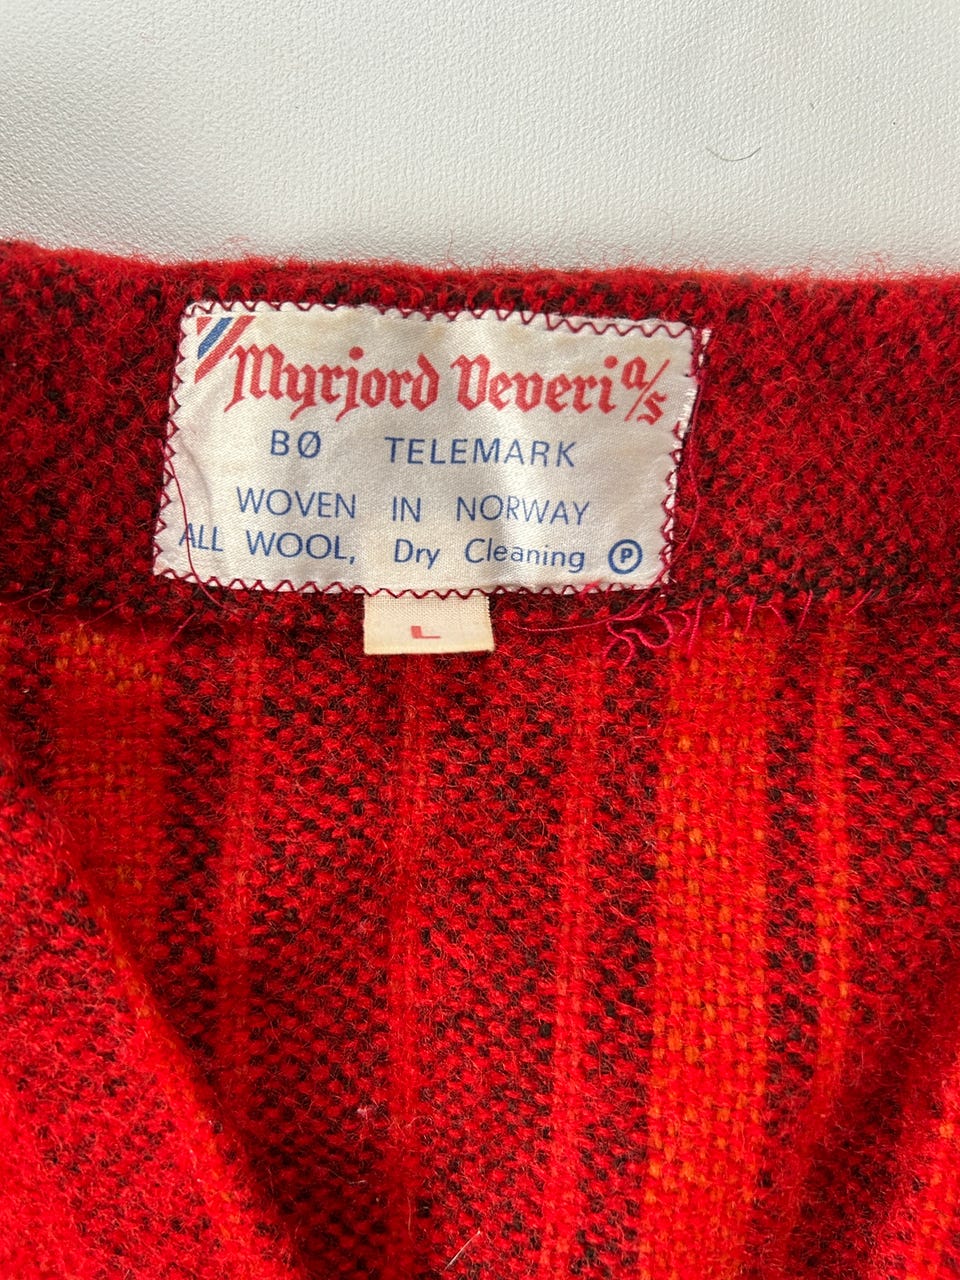 Myrjord Veveri a/s
BØ TELEMARK
WOVEN IN NORWAY
ALL WOOL, Dry Cleaning Ⓟ
L